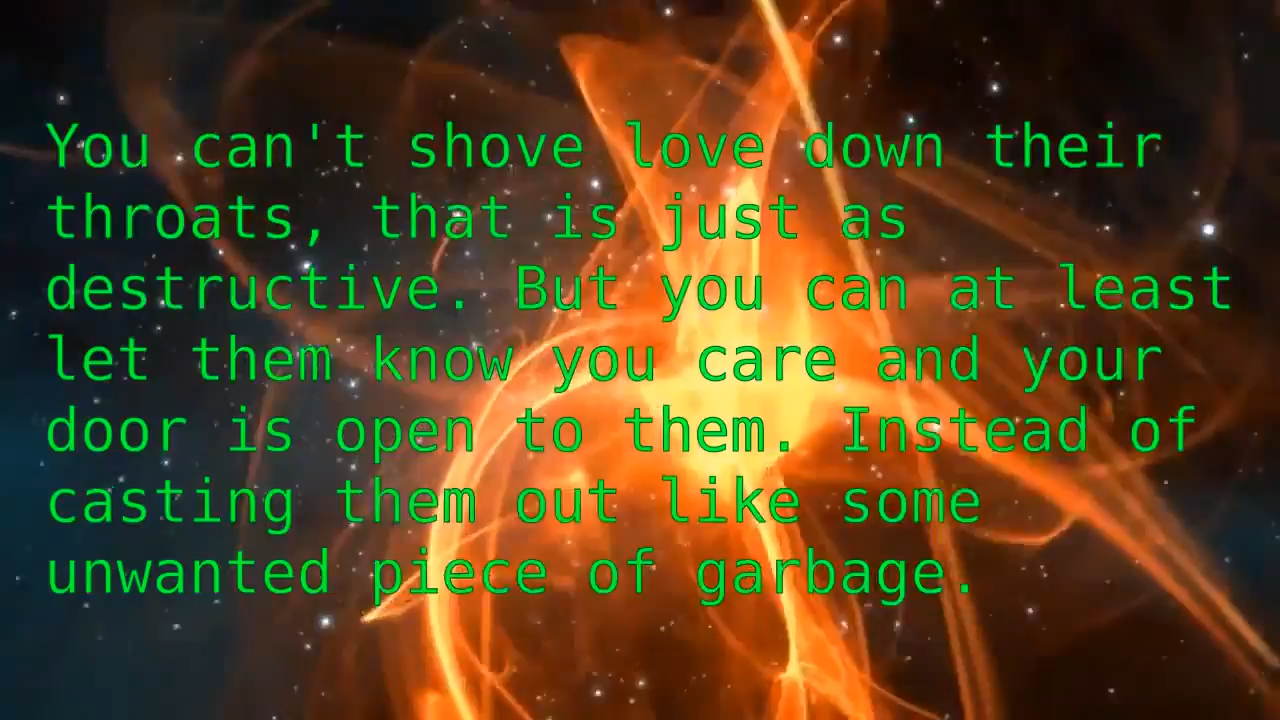 You can't shove love down their
throats, that is just as
destructive. But you can at least
let them know you care and your
door is open to them. Instead of
casting them out like some
unwanted piece of garbage.